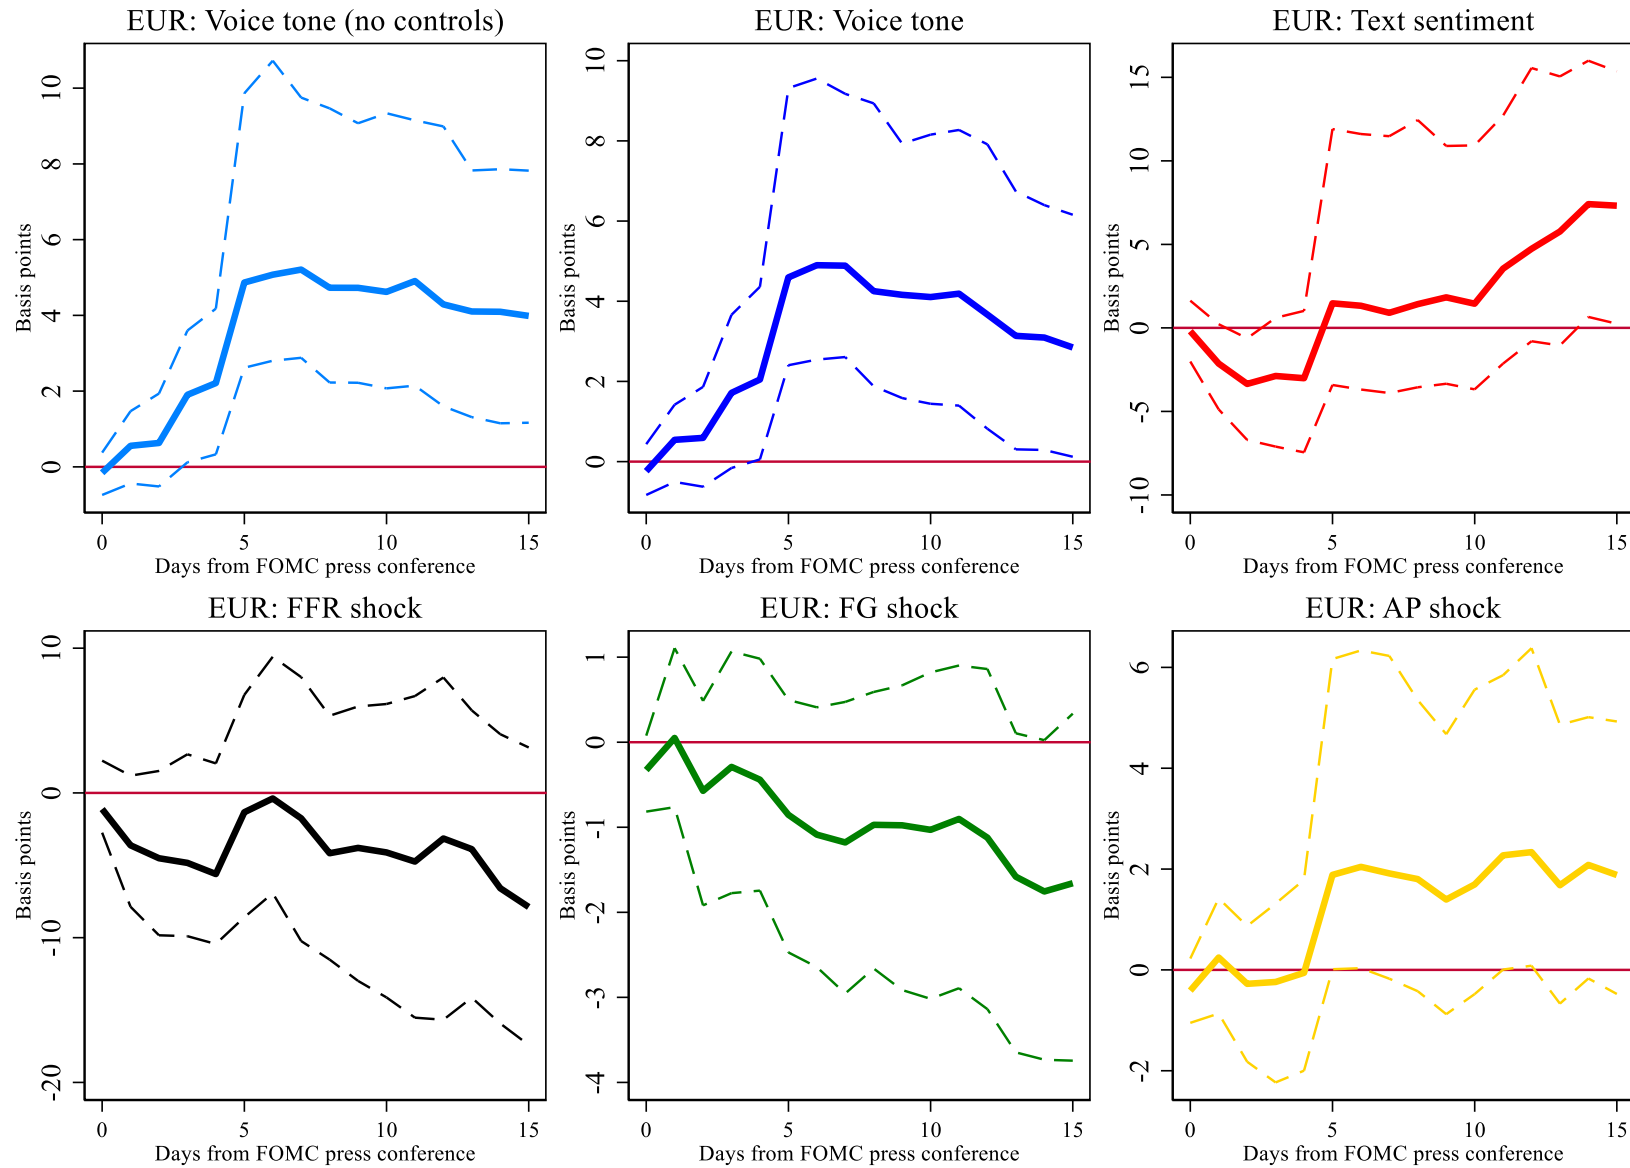 EUR: Voice tone (no controls)
Basis points
10
8
6
4
2
0
0 5 10 15
Days from FOMC press conference
EUR: Voice tone
Basis points
10
8
6
4
2
0
0 5 10 15
Days from FOMC press conference
EUR: Text sentiment
Basis points
15
10
5
0
-5
-10
0 5 10 15
Days from FOMC press conference
EUR: FFR shock
Basis points
10
0
-10
-20
0 5 10 15
Days from FOMC press conference
EUR: FG shock
Basis points
1
0
-1
-2
-3
-4
0 5 10 15
Days from FOMC press conference
EUR: AP shock
Basis points
6
4
2
0
-2
0 5 10 15
Days from FOMC press conference